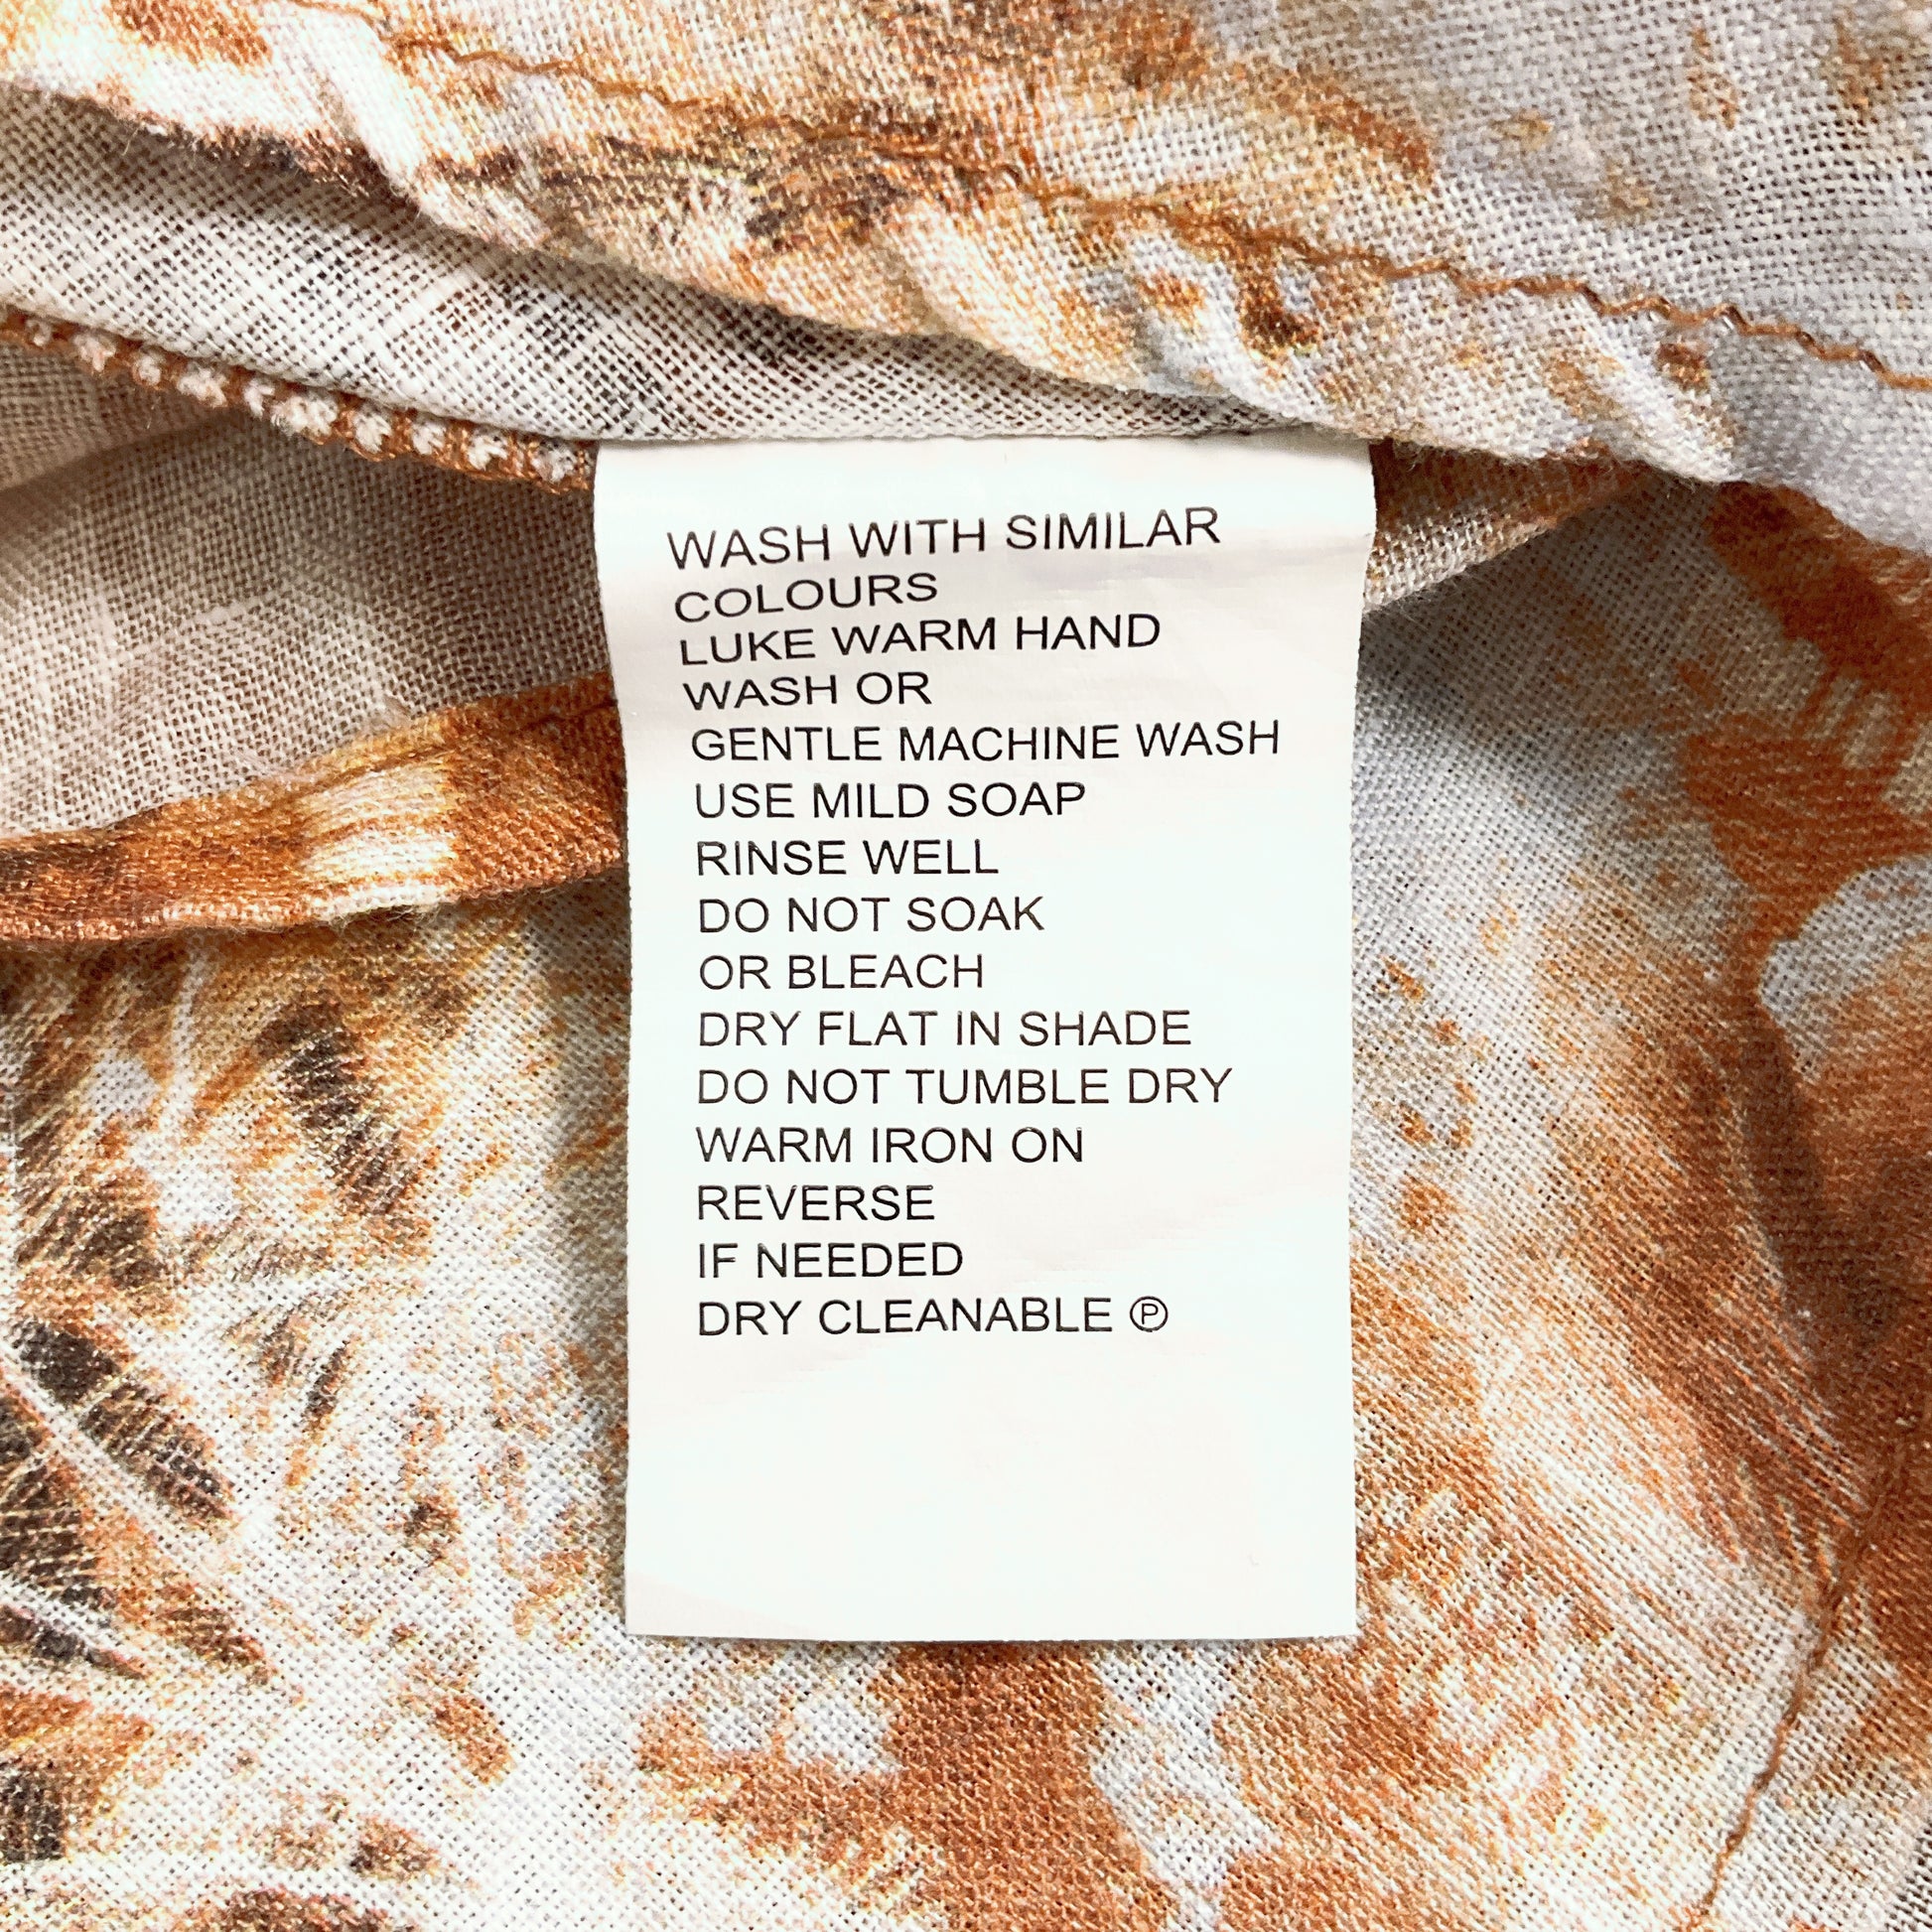 WASH WITH SIMILAR
COLOURS
LUKE WARM HAND
WASH OR
GENTLE MACHINE WASH
USE MILD SOAP
RINSE WELL
DO NOT SOAK
OR BLEACH
DRY FLAT IN SHADE
DO NOT TUMBLE DRY
WARM IRON ON
REVERSE
IF NEEDED
DRY CLEANABLE Ⓟ